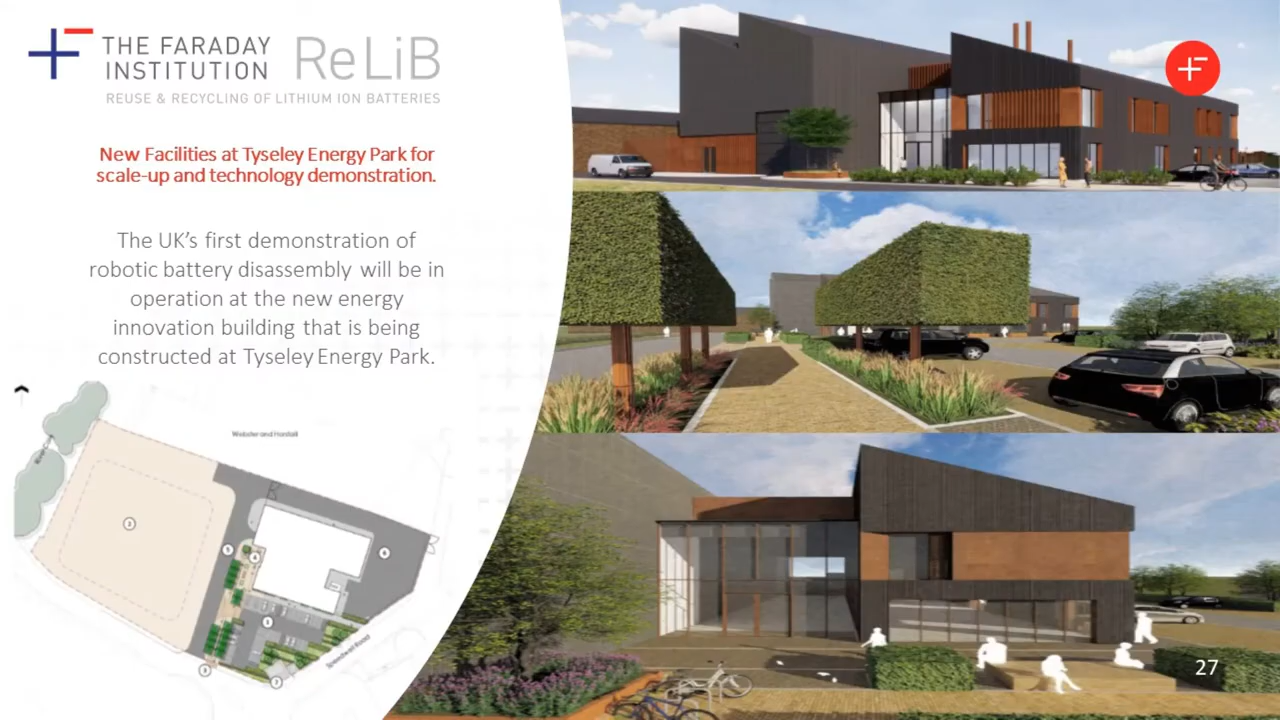 THE FARADAY
INSTITUTION
ReLiB
REUSE & RECYCLING OF LITHIUM ION BATTERIES
New Facilities at Tyseley Energy Park for
scale-up and technology demonstration.
The UK's first demonstration of
robotic battery disassembly will be in
operation at the new energy
innovation building that is being
constructed at Tyseley Energy Park.
Webster and Horsfall
Speedwell Road
27